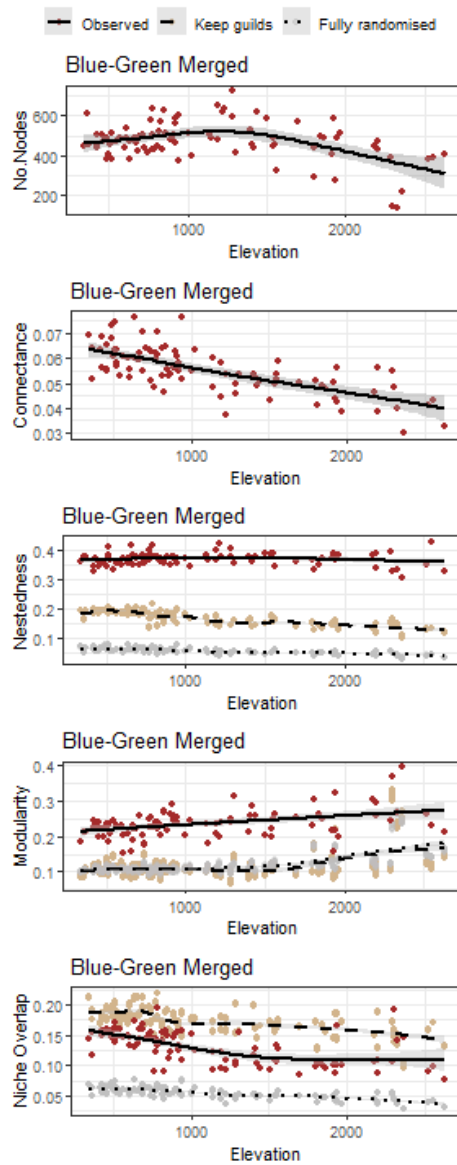 Observed Keep guilds Fully randomised
Blue-Green Merged
No.Nodes
600
400
200
1000 2000
Elevation
Blue-Green Merged
Connectance
0.07
0.06
0.05
0.04
0.03
1000 2000
Elevation
Blue-Green Merged
Nestedness
0.4
0.3
0.2
0.1
1000 2000
Elevation
Blue-Green Merged
Modularity
0.4
0.3
0.2
0.1
1000 2000
Elevation
Blue-Green Merged
Niche Overlap
0.20
0.15
0.10
0.05
1000 2000
Elevation